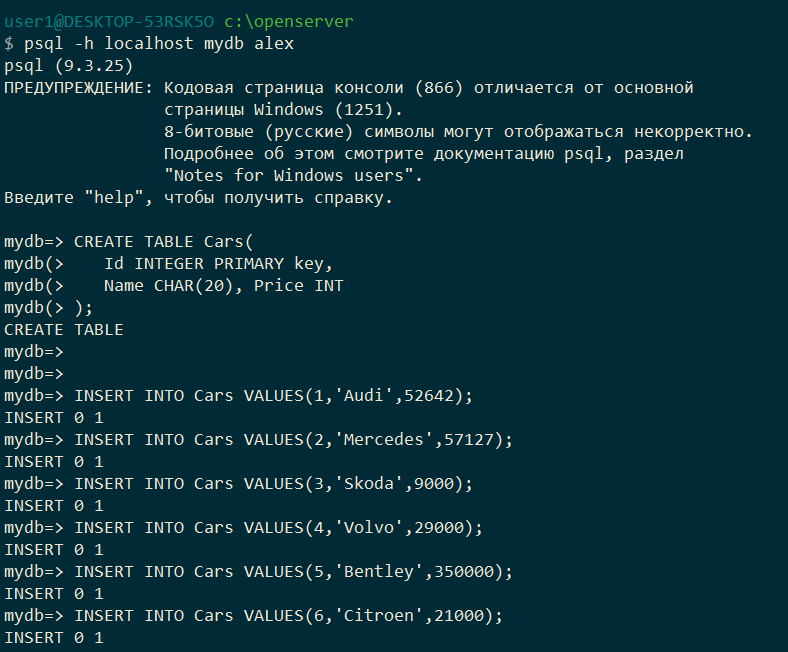 user1@DESKTOP-53RSK5O c:\openserver
$ psql -h localhost mydb alex
psql (9.3.25)
ПРЕДУПРЕЖДЕНИЕ: Кодовая страница консоли (866) отличается от основной
                страницы Windows (1251).
                8-битовые (русские) символы могут отображаться некорректно.
                Подробнее об этом смотрите документацию psql, раздел
                "Notes for Windows users".
Введите "help", чтобы получить справку.

mydb=> CREATE TABLE Cars(
mydb(>    Id INTEGER PRIMARY key,
mydb(>    Name CHAR(20), Price INT
mydb(> );
CREATE TABLE
mydb=>
mydb=>
mydb=> INSERT INTO Cars VALUES(1,'Audi',52642);
INSERT 0 1
mydb=> INSERT INTO Cars VALUES(2,'Mercedes',57127);
INSERT 0 1
mydb=> INSERT INTO Cars VALUES(3,'Skoda',9000);
INSERT 0 1
mydb=> INSERT INTO Cars VALUES(4,'Volvo',29000);
INSERT 0 1
mydb=> INSERT INTO Cars VALUES(5,'Bentley',350000);
INSERT 0 1
mydb=> INSERT INTO Cars VALUES(6,'Citroen',21000);
INSERT 0 1